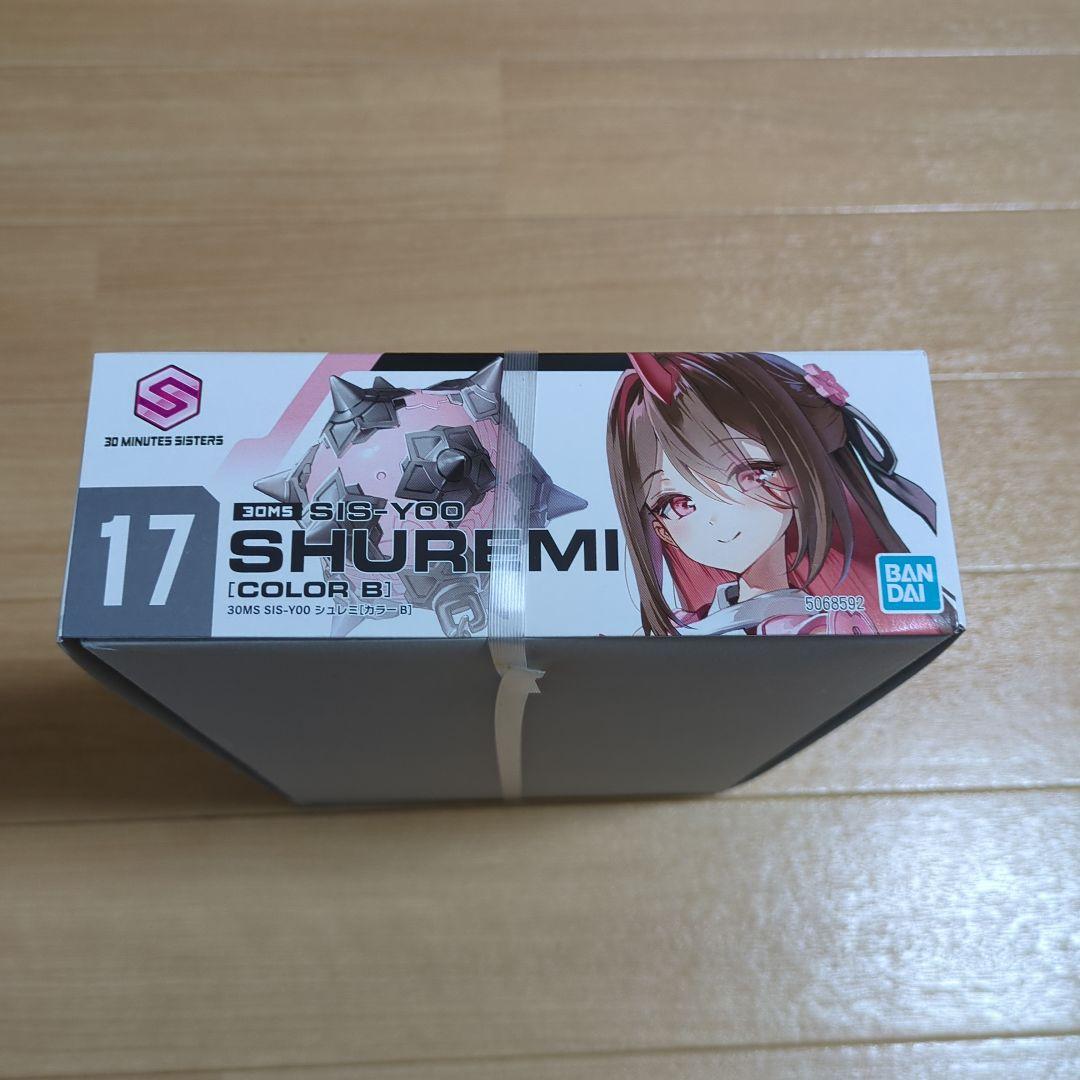 30 MINUTES SISTERS
17
30MS SIS-Y00
SHUREMI
[COLOR B]
30MS SIS-Y00 シュレミ[カラー B]
5068592
BAN
DAI